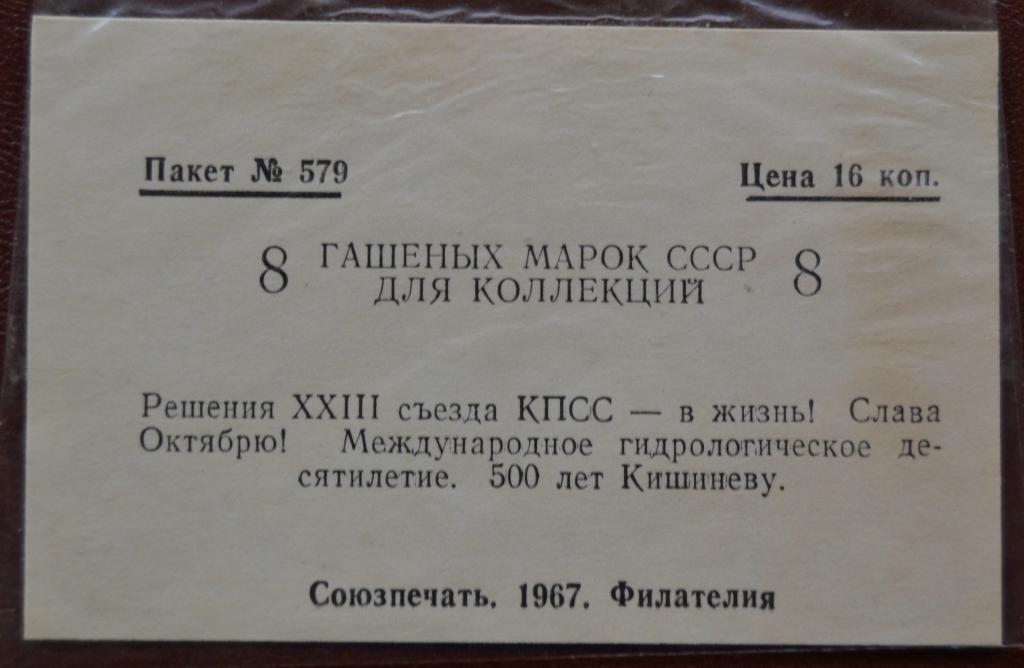 Пакет № 579 Цена 16 коп.
8 ГАШЕНЫХ МАРОК СССР 8
ДЛЯ КОЛЛЕКЦИЙ
Решения XXIII съезда КПСС — в жизнь! Слава
Октябрю! Международное гидрологическое де-
сятилетие. 500 лет Кишиневу.
Союзпечать. 1967. Филателия